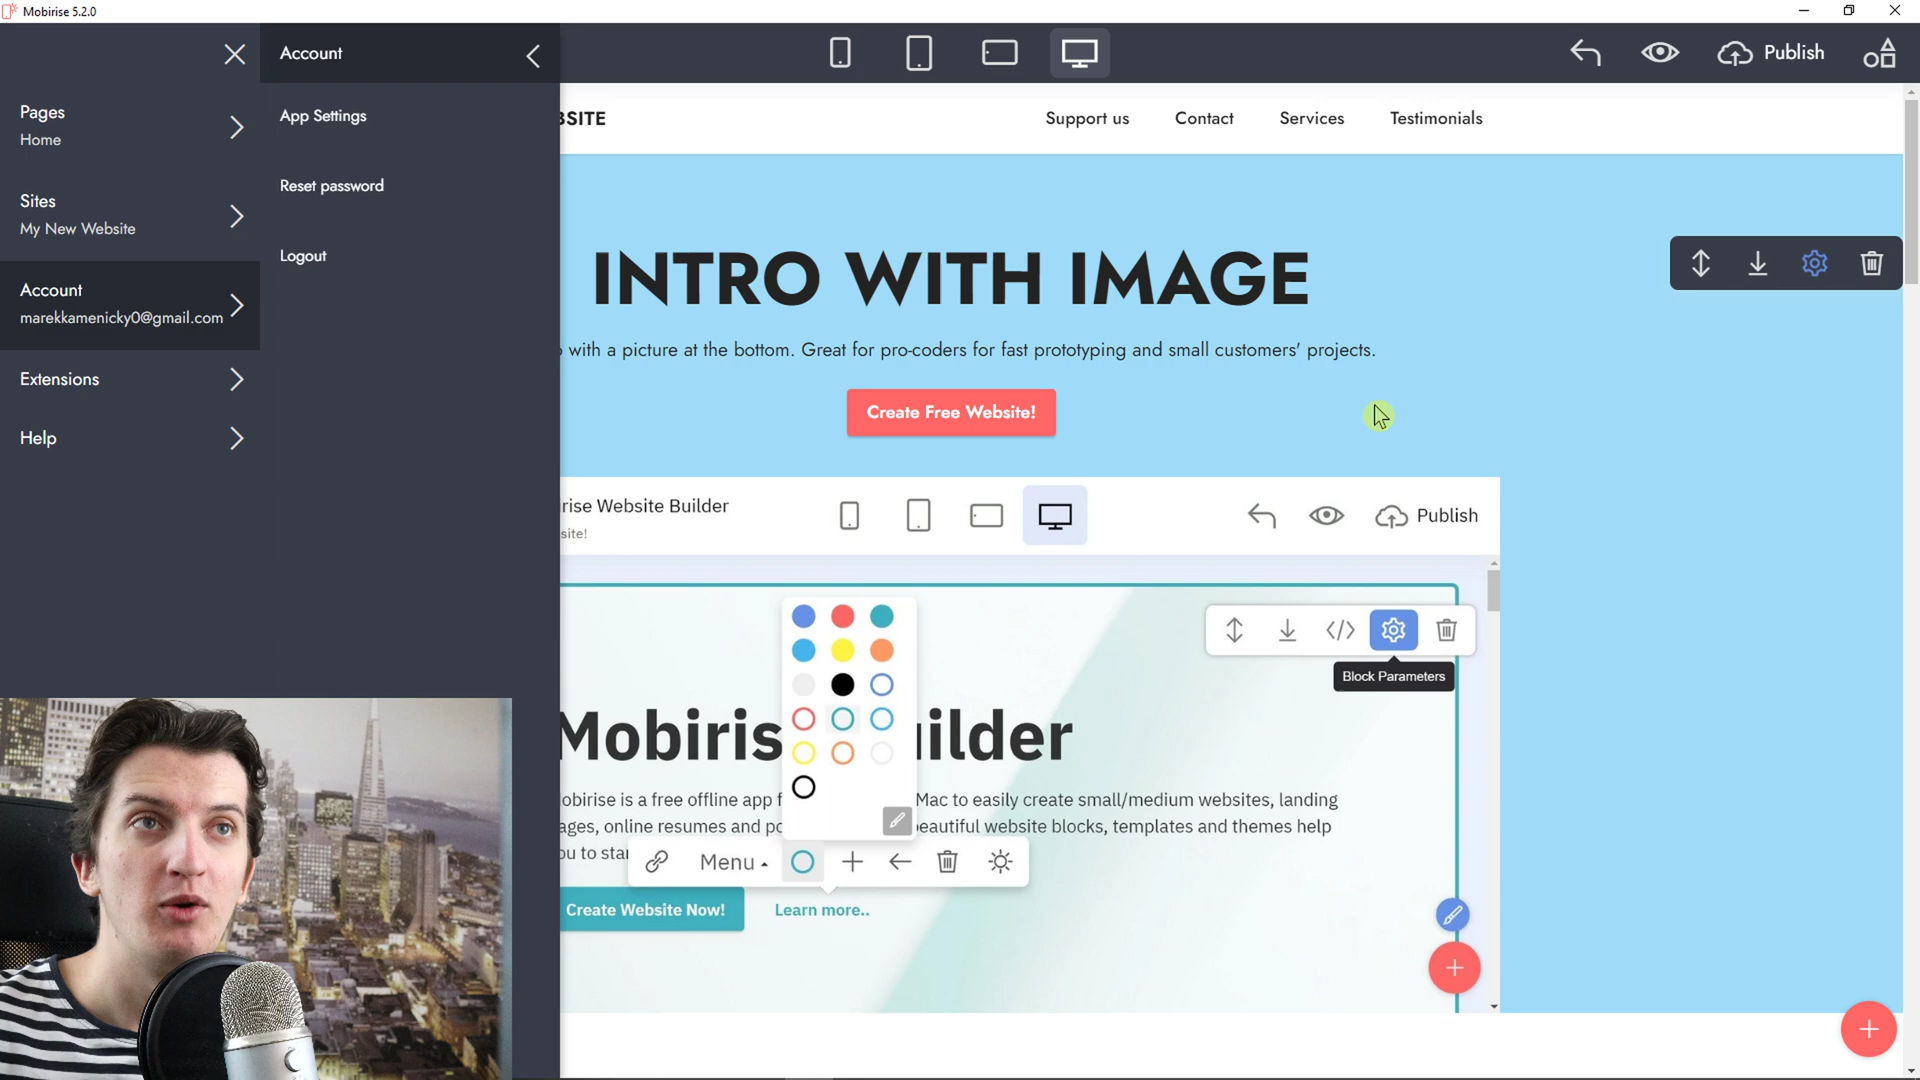 Mobirise 5.2.0
Account
Publish
Pages
Home
App Settings
BSITE
Support us
Contact
Services
Testimonials
Reset password
Sites
My New Website
Logout
INTRO WITH IMAGE
Account
marekkamenicky0@gmail.com
with a picture at the bottom. Great for pro-coders for fast prototyping and small customers' projects.
Extensions
Create Free Website!
Help
rise Website Builder
site!
Publish
Block Parameters
Mobiris uilder
obirise is a free offline app f Mac to easily create small/medium websites, landing
ages, online resumes and po eautiful website blocks, templates and themes help
ou to star
Menu
Create Website Now!
Learn more..